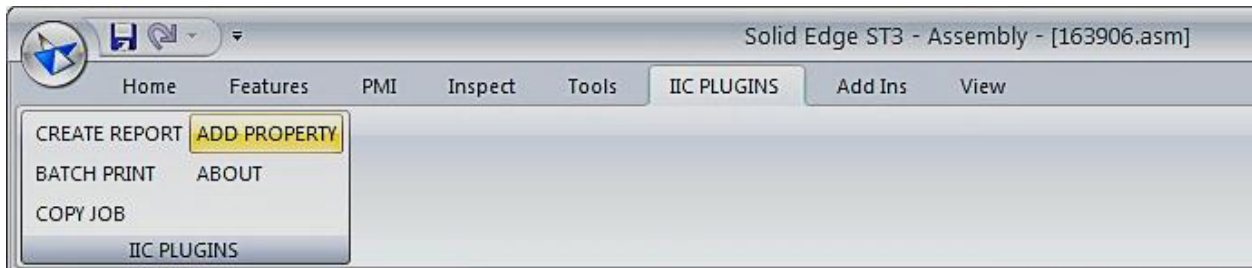 Solid Edge ST3 - Assembly - [163906.asm]
Home Features PMI Inspect Tools IIC PLUGINS Add Ins View
CREATE REPORT ADD PROPERTY
BATCH PRINT ABOUT
COPY JOB
IIC PLUGINS